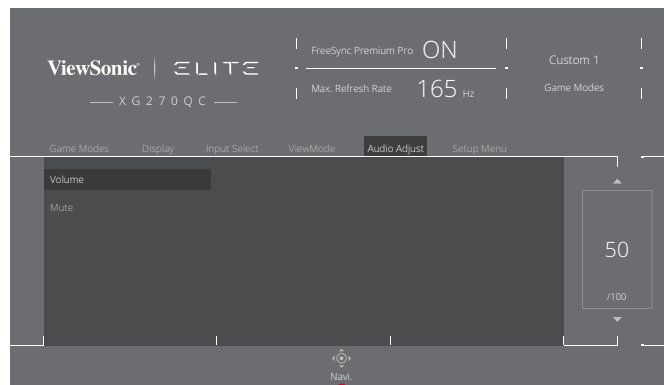 ViewSonic® ELITE
XG270QC
FreeSync Premium Pro ON
Max. Refresh Rate 165 Hz
Custom 1
Game Modes
Game Modes Display Input Select ViewMode Audio Adjust Setup Menu
Volume
Mute
50
/100
Navi.